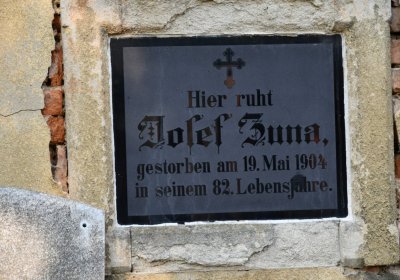 Hier ruht
Josef Zuna,
gestorben am 19. Mai 1904
in seinem 82. Lebensjahre.